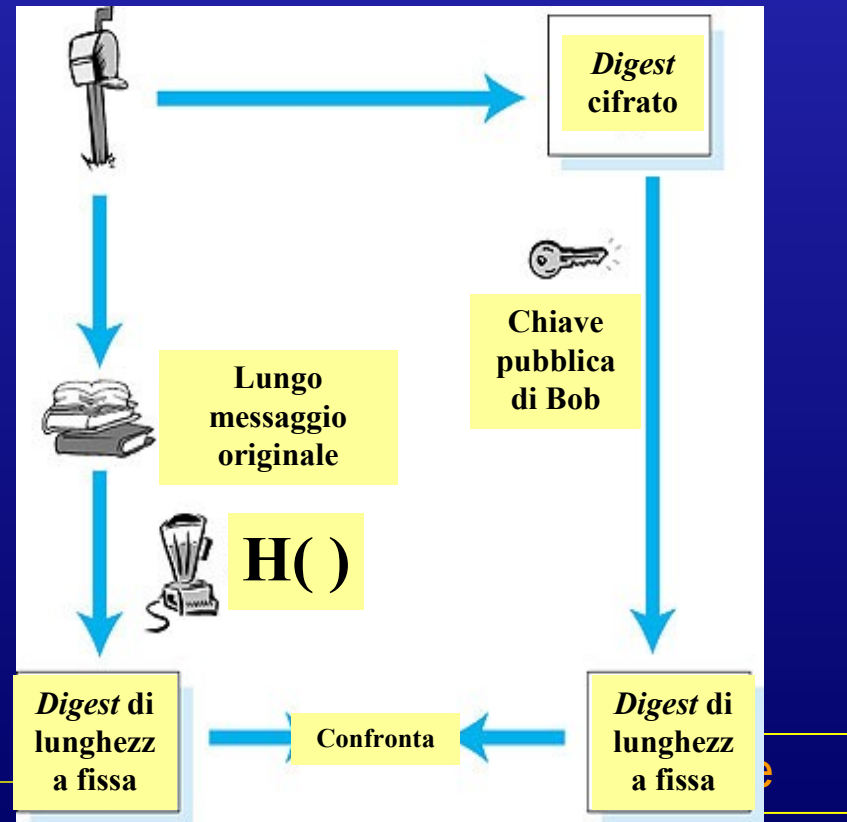 Digest
cifrato
Chiave
pubblica
di Bob
Lungo
messaggio
originale
H( )
Digest di
lunghezz
a fissa
Confronta
Digest di
lunghezz
a fissa
e